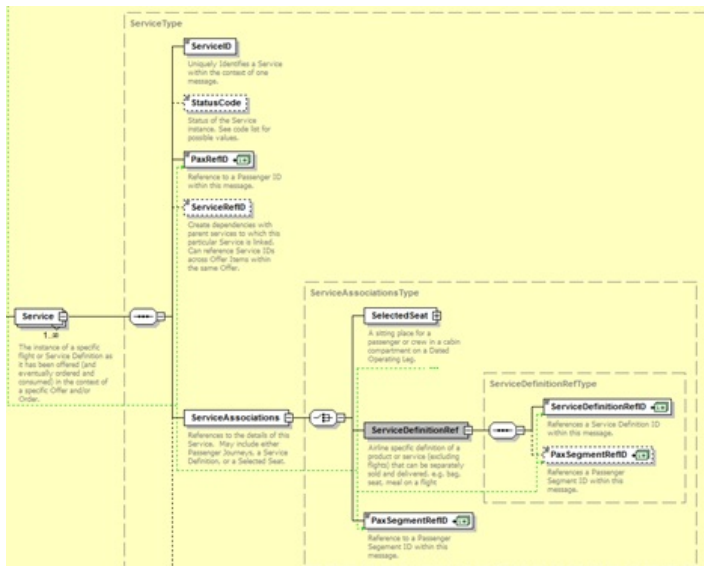 ServiceType
ServiceID
Uniquely Identifies a Service
within the context of one
message.
StatusCode
Status of the Service
instance. See code list for
possible values.
PaxRefID
Reference to a Passenger ID
within this message.
ServiceRefID
Create dependencies with
parent services to which this
particular Service is linked.
Can reference Service IDs
across Offer Items within
the same Offer.
Service
1..∞
The instance of a specific
flight or Service Definition as
it has been offered (and
eventually ordered and
consumed) in the context of
a specific Offer and/or
Order.
ServiceAssociations
References to the details of this
Service. May include either
Passenger Journeys, a Service
Definition, or a Selected Seat.
ServiceAssociationsType
SelectedSeat
A sitting place for a
passenger or crew in a cabin
compartment on a Dated
Operating Leg.
ServiceDefinitionRef
Airline specific definition of a
product or service (excluding
flights) that can be separately
sold and delivered. e.g. bag,
seat, meal on a flight
ServiceDefinitionRefType
ServiceDefinitionRefID
References a Service Definition ID
within this message.
PaxSegmentRefID
References a Passenger
Segment ID within this
message.
PaxSegmentRefID
Reference to a Passenger
Segement ID within this
message.